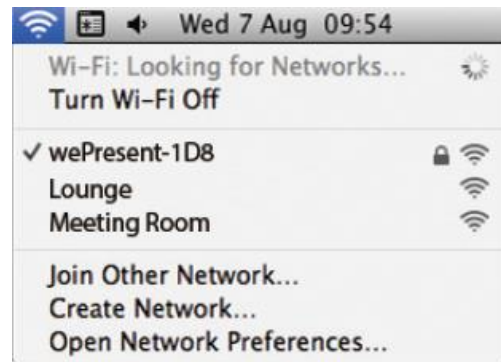 Wed 7 Aug 09:54
Wi-Fi: Looking for Networks...
Turn Wi-Fi Off
wePresent-1D8
Lounge
Meeting Room
Join Other Network...
Create Network...
Open Network Preferences...